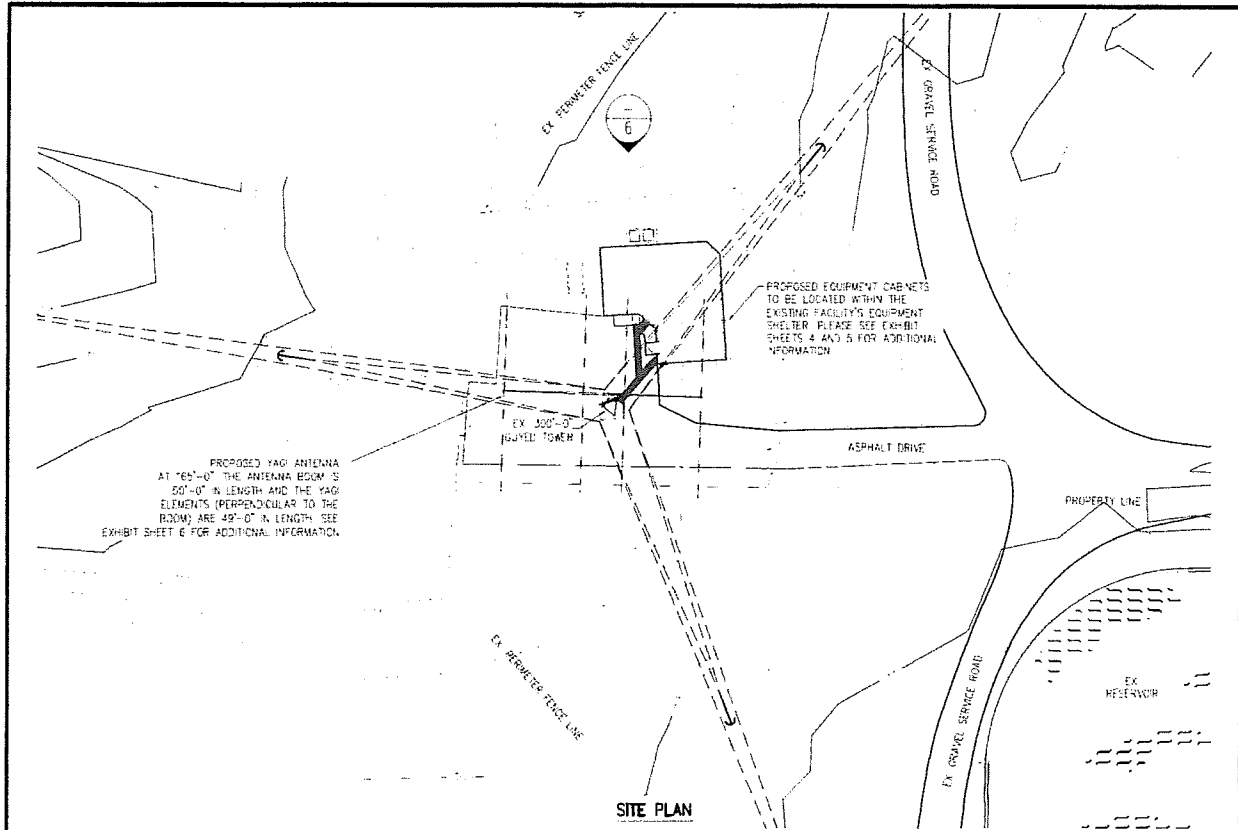 EX PERIMETER FENCE LINE
6
EX GRAVEL SERVICE ROAD
PROPOSED EQUIPMENT CABINETS
TO BE LOCATED WITHIN THE
EXISTING FACILITY'S EQUIPMENT
SHELTER. PLEASE SEE EXHIBIT
SHEETS 4 AND 5 FOR ADDITIONAL
INFORMATION
EX 300'-0"
GUYED TOWER
ASPHALT DRIVE
PROPOSED YAGI ANTENNA
AT "65'-0" THE ANTENNA BOOM IS
50'-0" IN LENGTH AND THE YAGI
ELEMENTS (PERPENDICULAR TO THE
BOOM) ARE 49'-0" IN LENGTH. SEE
EXHIBIT SHEET 6 FOR ADDITIONAL INFORMATION
PROPERTY LINE
EX PERIMETER FENCE LINE
EX GRAVEL SERVICE ROAD
EX
RESERVOIR
SITE PLAN